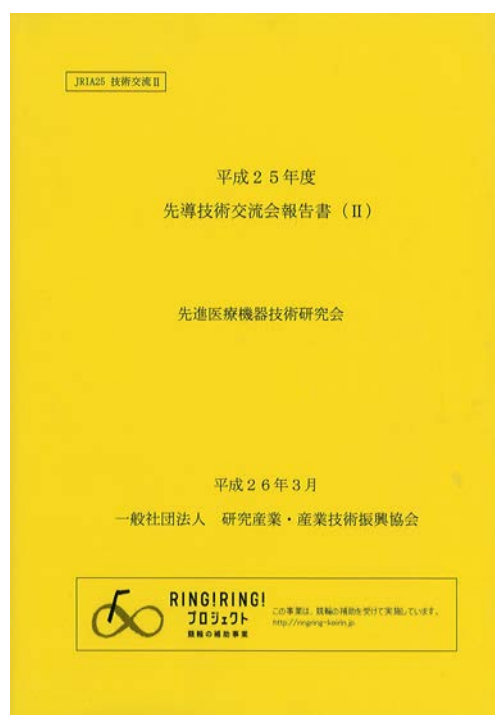 JRIA25 技術交流Ⅱ
平成25年度
先導技術交流会報告書（Ⅱ）
先進医療機器技術研究会
平成26年3月
一般社団法人　研究産業・産業技術振興協会
RING!RING!
プロジェクト
競輪の補助事業
この事業は、競輪の補助を受けて実施しています。
http://ringring-keirin.jp